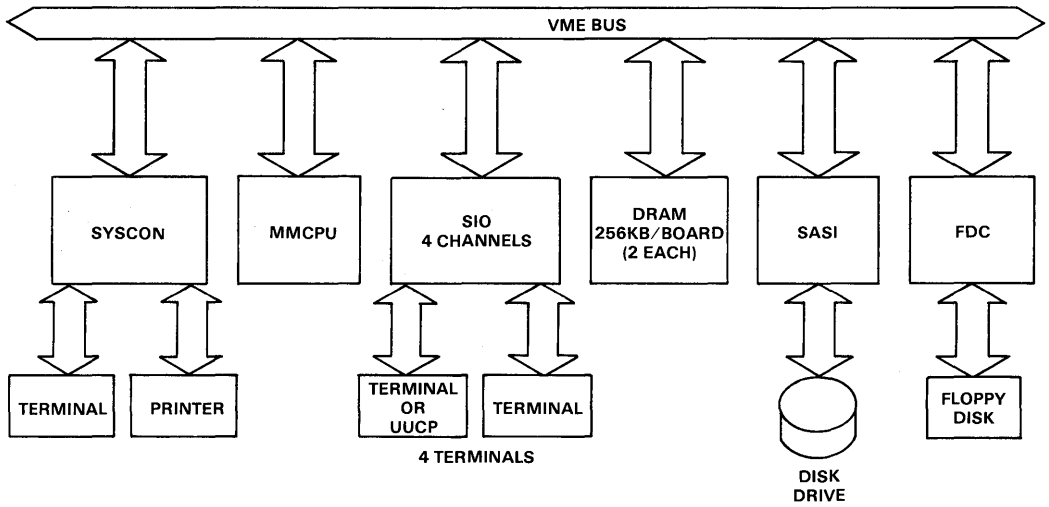 VME BUS
SYSCON
MMCPU
SIO
4 CHANNELS
DRAM
256KB/BOARD
(2 EACH)
SASI
FDC
TERMINAL
PRINTER
TERMINAL
OR
UUCP
TERMINAL
4 TERMINALS
DISK
DRIVE
FLOPPY
DISK